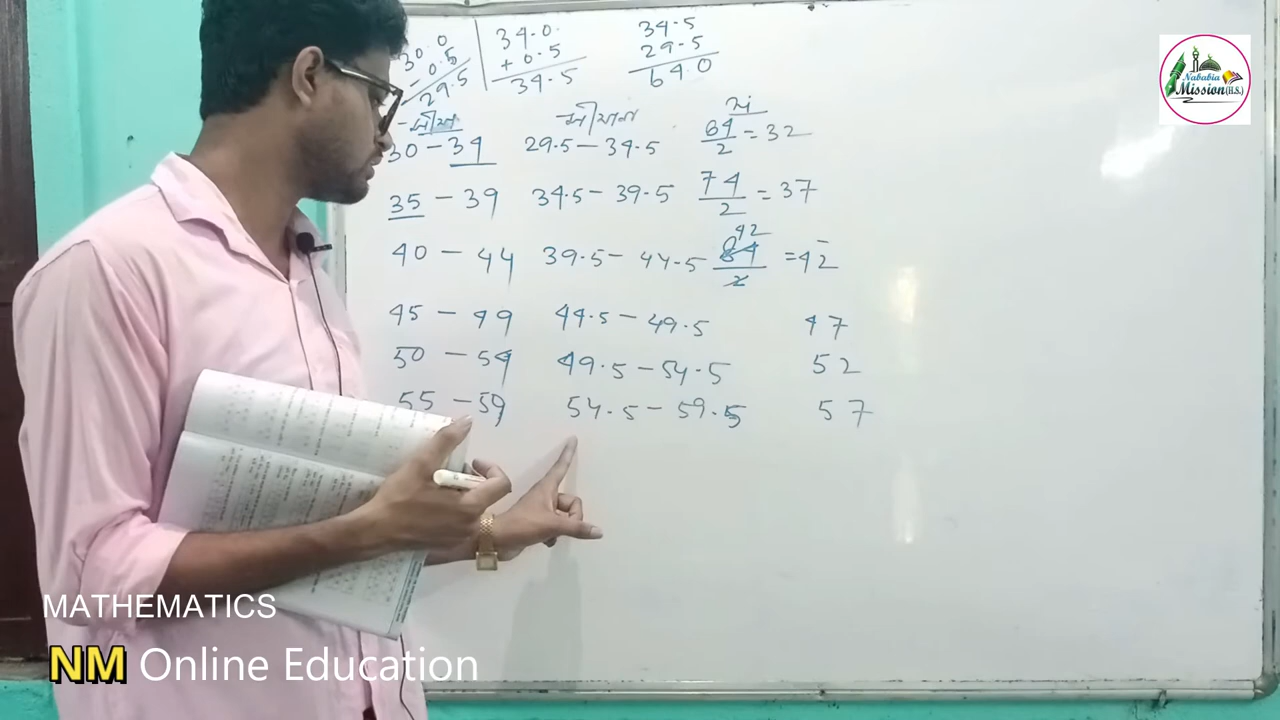 30.0
- 0.5
29.5
34.0
+ 0.5
34.5
34.5
29.5
64.0
30 - 34 29.5 - 34.5 64/2 = 32
35 - 39 34.5 - 39.5 74/2 = 37
42
40 - 44 39.5 - 44.5 84/2 = 42
45 - 49 44.5 - 49.5 47
50 - 54 49.5 - 54.5 52
55 - 59 54.5 - 59.5 57
Nababia
Mission (H.S.)
MATHEMATICS
NM Online Education